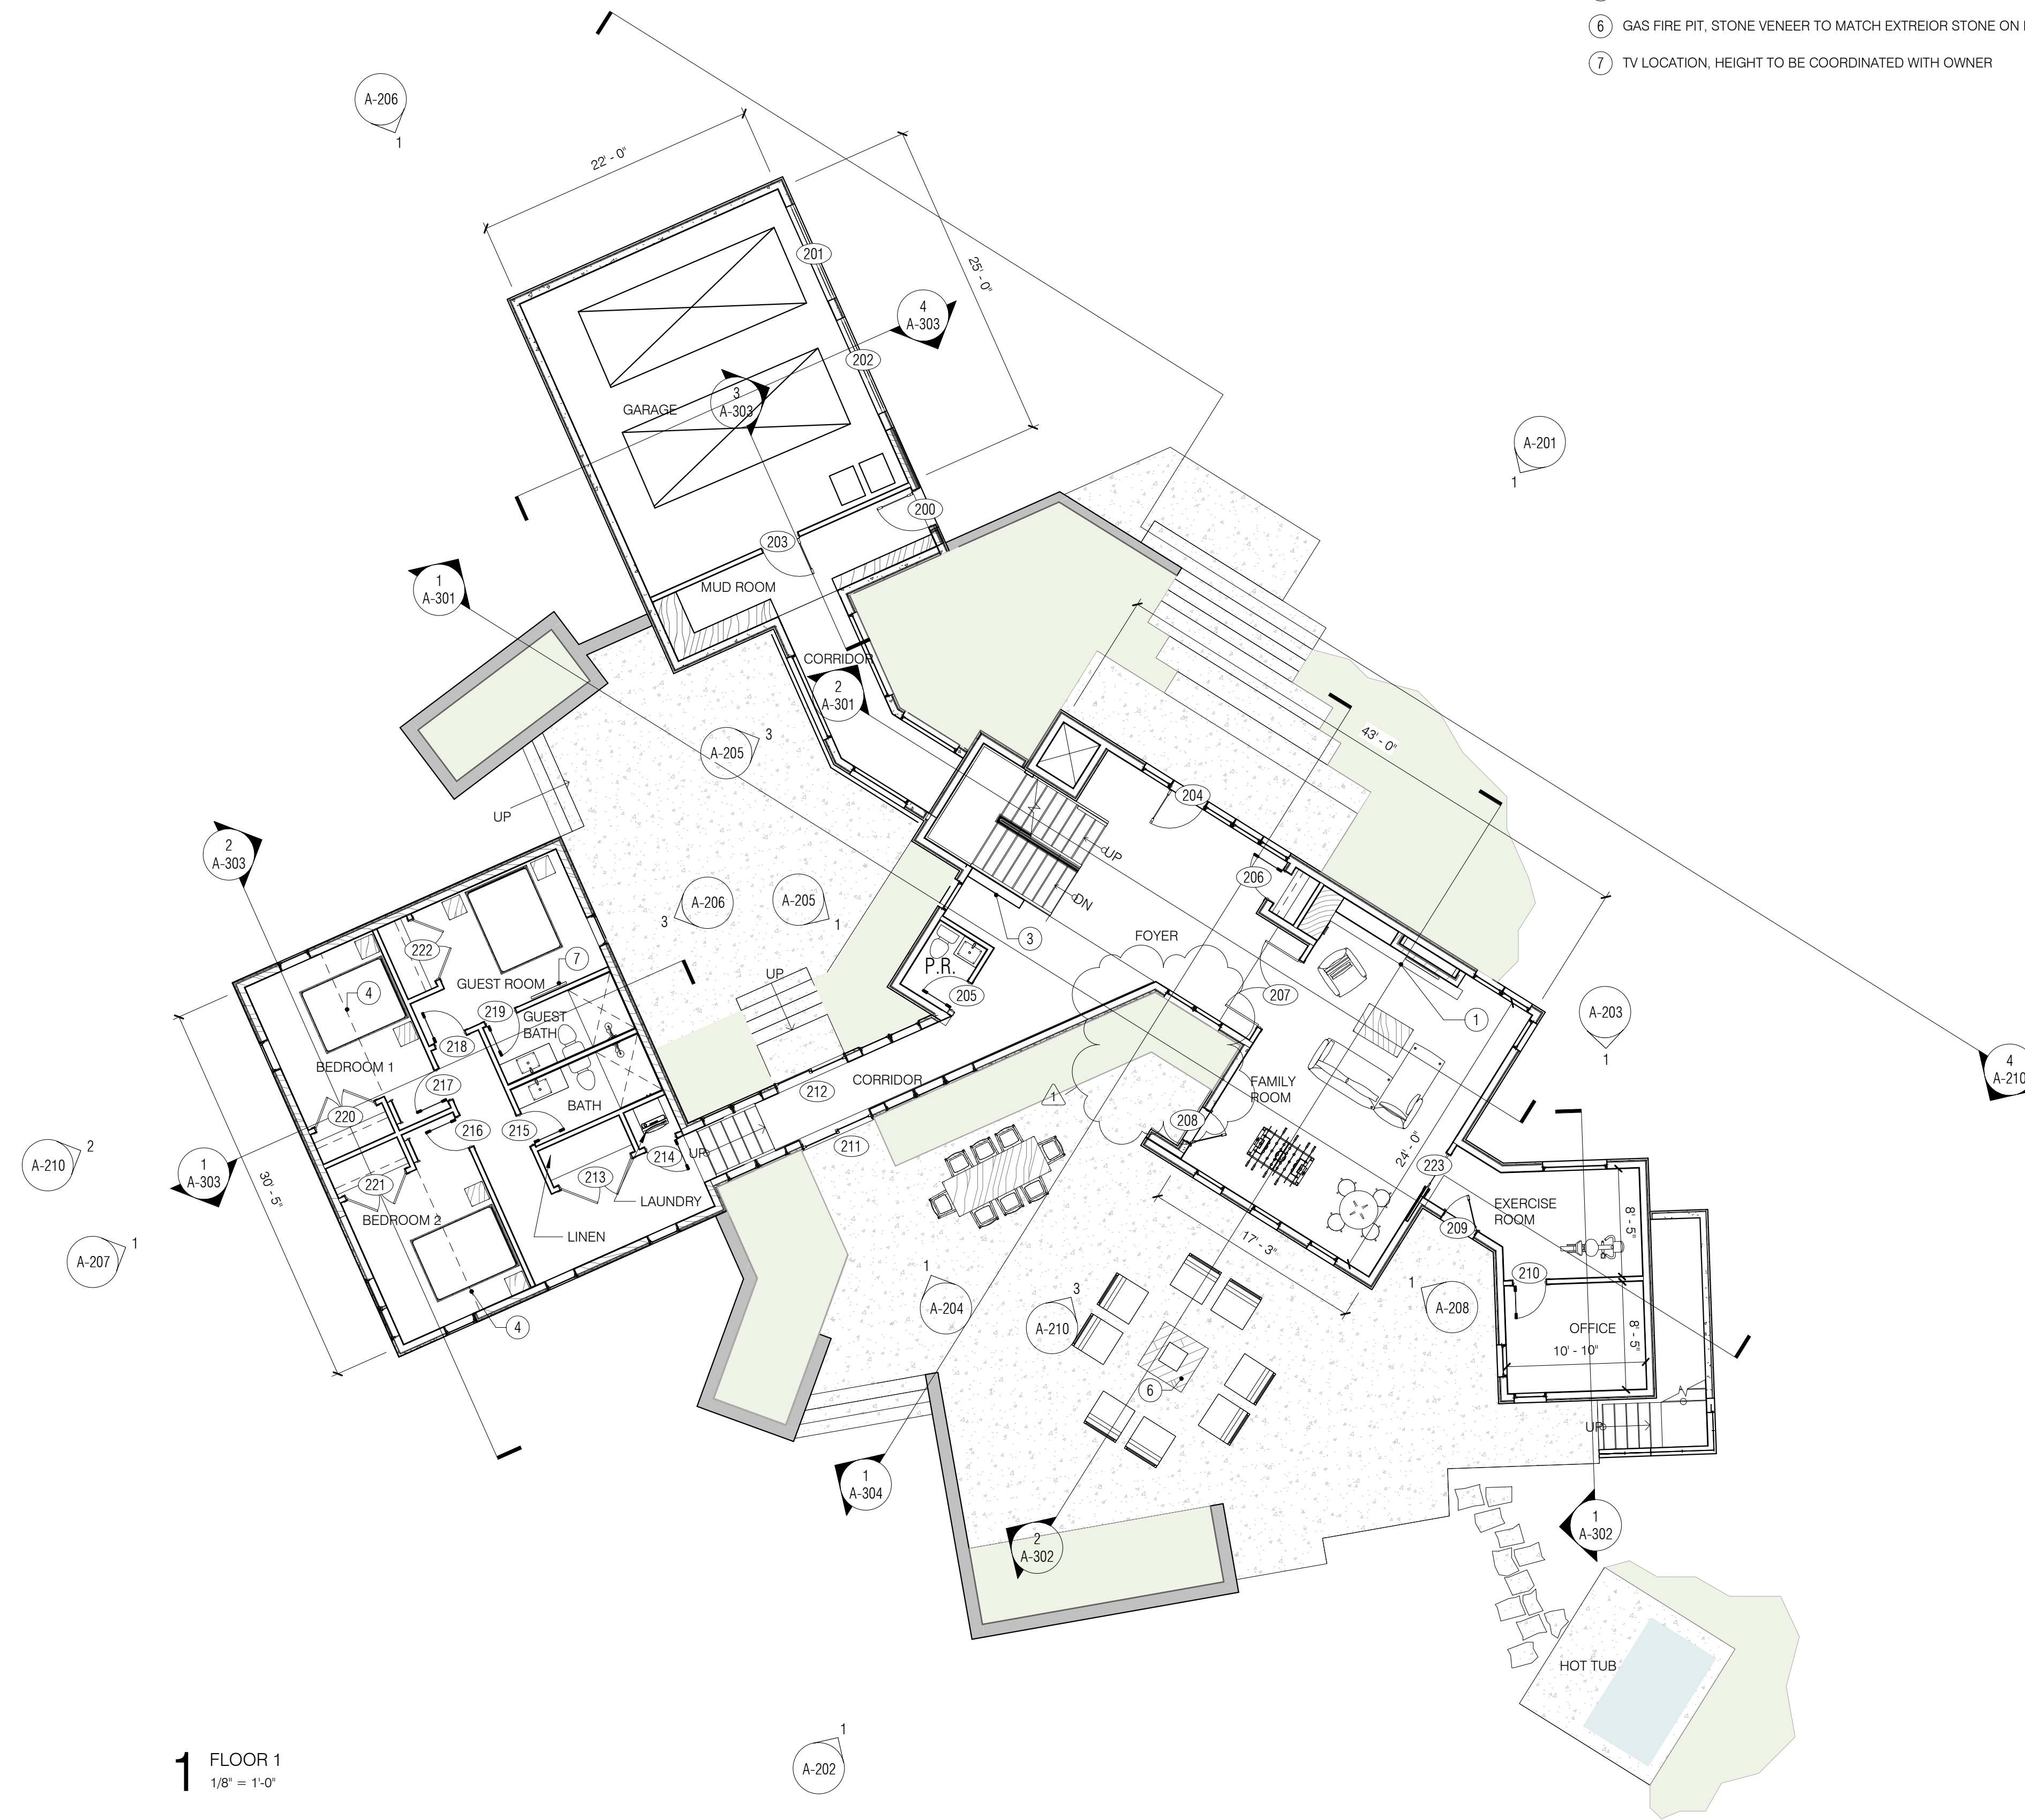 6 GAS FIRE PIT, STONE VENEER TO MATCH EXTREIOR STONE ON
7 TV LOCATION, HEIGHT TO BE COORDINATED WITH OWNER
A-206
1
22' - 0"
25' - 0"
201
4
A-303
202
3
A-303
GARAGE
A-201
1
200
203
1
A-301
MUD ROOM
CORRIDOR
2
A-301
43' - 0"
A-205
3
204
UP
UP
DN
2
A-303
206
A-206
3
A-205
1
3
FOYER
222
7
GUEST ROOM
4
P.R.
205
207
UP
219
GUEST
BATH
218
1
A-203
1
BEDROOM 1
217
220
BATH
212
CORRIDOR
1
FAMILY
ROOM
4
A-210
215
216
208
211
214
UP
24' - 0"
A-210
2
1
A-303
30' - 5"
221
213
LAUNDRY
223
EXERCISE
ROOM
8' - 5"
BEDROOM 2
LINEN
209
A-207
1
17' - 3"
210
4
1
A-204
3
A-210
1
A-208
OFFICE
8' - 5"
10' - 10"
6
UP
1
A-304
2
A-302
1
A-302
HOT TUB
1
A-202
1 FLOOR 1
1/8" = 1'-0"